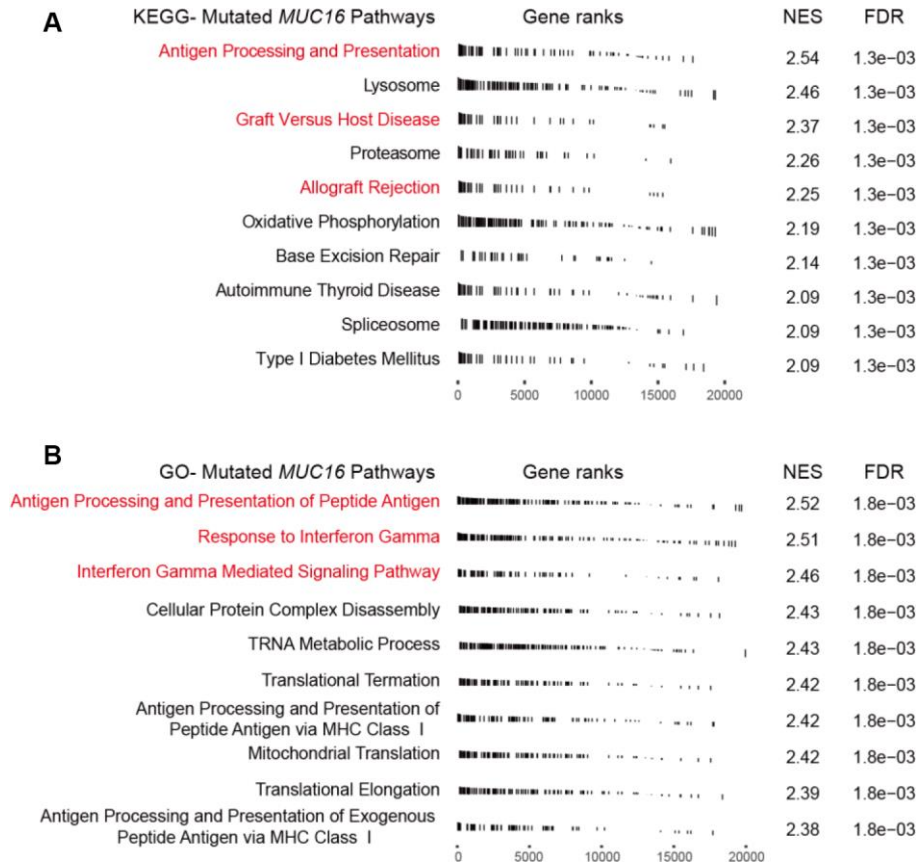 A
KEGG- Mutated MUC16 Pathways Gene ranks NES FDR
Antigen Processing and Presentation 2.54 1.3e−03
Lysosome 2.46 1.3e−03
Graft Versus Host Disease 2.37 1.3e−03
Proteasome 2.26 1.3e−03
Allograft Rejection 2.25 1.3e−03
Oxidative Phosphorylation 2.19 1.3e−03
Base Excision Repair 2.14 1.3e−03
Autoimmune Thyroid Disease 2.09 1.3e−03
Spliceosome 2.09 1.3e−03
Type I Diabetes Mellitus 2.09 1.3e−03
0 5000 10000 15000 20000
B
GO- Mutated MUC16 Pathways Gene ranks NES FDR
Antigen Processing and Presentation of Peptide Antigen 2.52 1.8e−03
Response to Interferon Gamma 2.51 1.8e−03
Interferon Gamma Mediated Signaling Pathway 2.46 1.8e−03
Cellular Protein Complex Disassembly 2.43 1.8e−03
TRNA Metabolic Process 2.43 1.8e−03
Translational Termation 2.42 1.8e−03
Antigen Processing and Presentation of
Peptide Antigen via MHC Class I 2.42 1.8e−03
Mitochondrial Translation 2.42 1.8e−03
Translational Elongation 2.39 1.8e−03
Antigen Processing and Presentation of Exogenous
Peptide Antigen via MHC Class I 2.38 1.8e−03
0 5000 10000 15000 20000